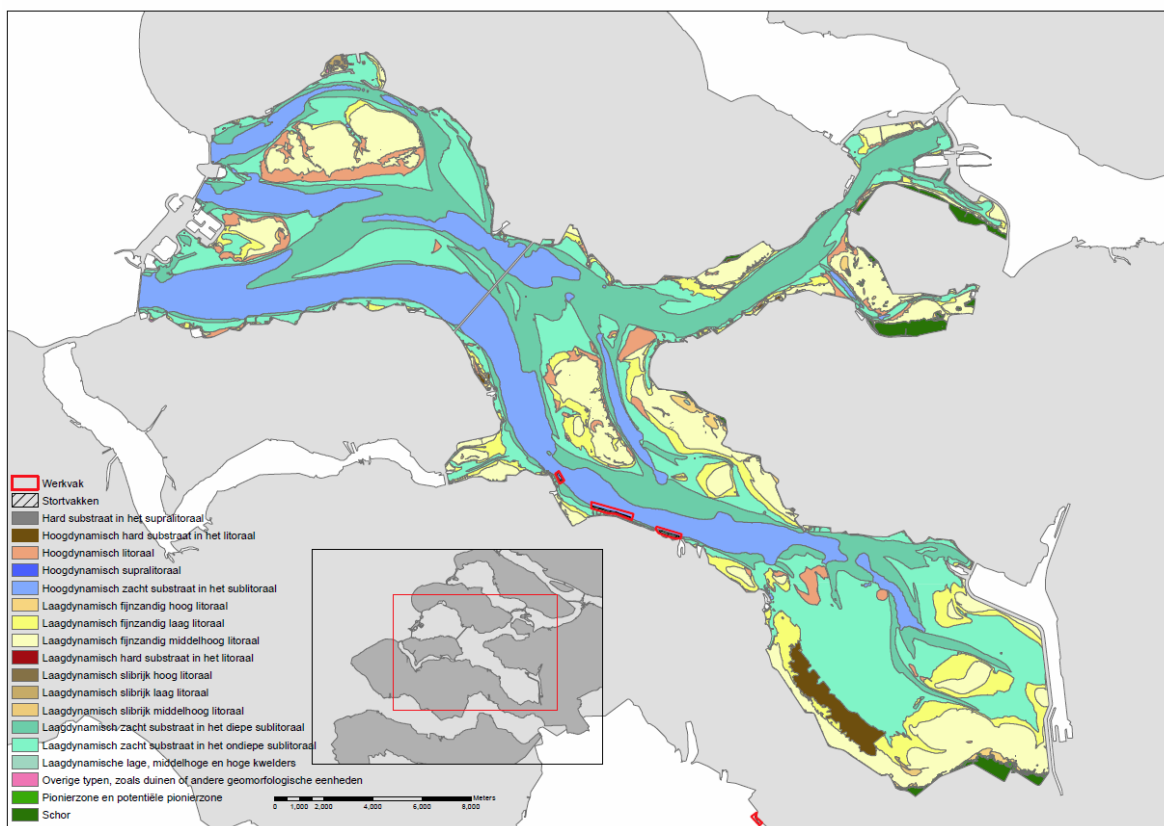 Werkvak
Stortvakken
Hard substraat in het supralitoraal
Hoogdynamisch hard substraat in het litoraal
Hoogdynamisch litoraal
Hoogdynamisch supralitoraal
Hoogdynamisch zacht substraat in het sublitoraal
Laagdynamisch fijnzandig hoog litoraal
Laagdynamisch fijnzandig laag litoraal
Laagdynamisch fijnzandig middelhoog litoraal
Laagdynamisch hard substraat in het litoraal
Laagdynamisch slibrijk hoog litoraal
Laagdynamisch slibrijk laag litoraal
Laagdynamisch slibrijk middelhoog litoraal
Laagdynamisch zacht substraat in het diepe sublitoraal
Laagdynamisch zacht substraat in het ondiepe sublitoraal
Laagdynamische lage, middelhoge en hoge kwelders
Overige typen, zoals duinen of andere geomorfologische eenheden
Pionierzone en potentiële pionierzone
Schor
Meters
0 1,000 2,000 4,000 6,000 8,000